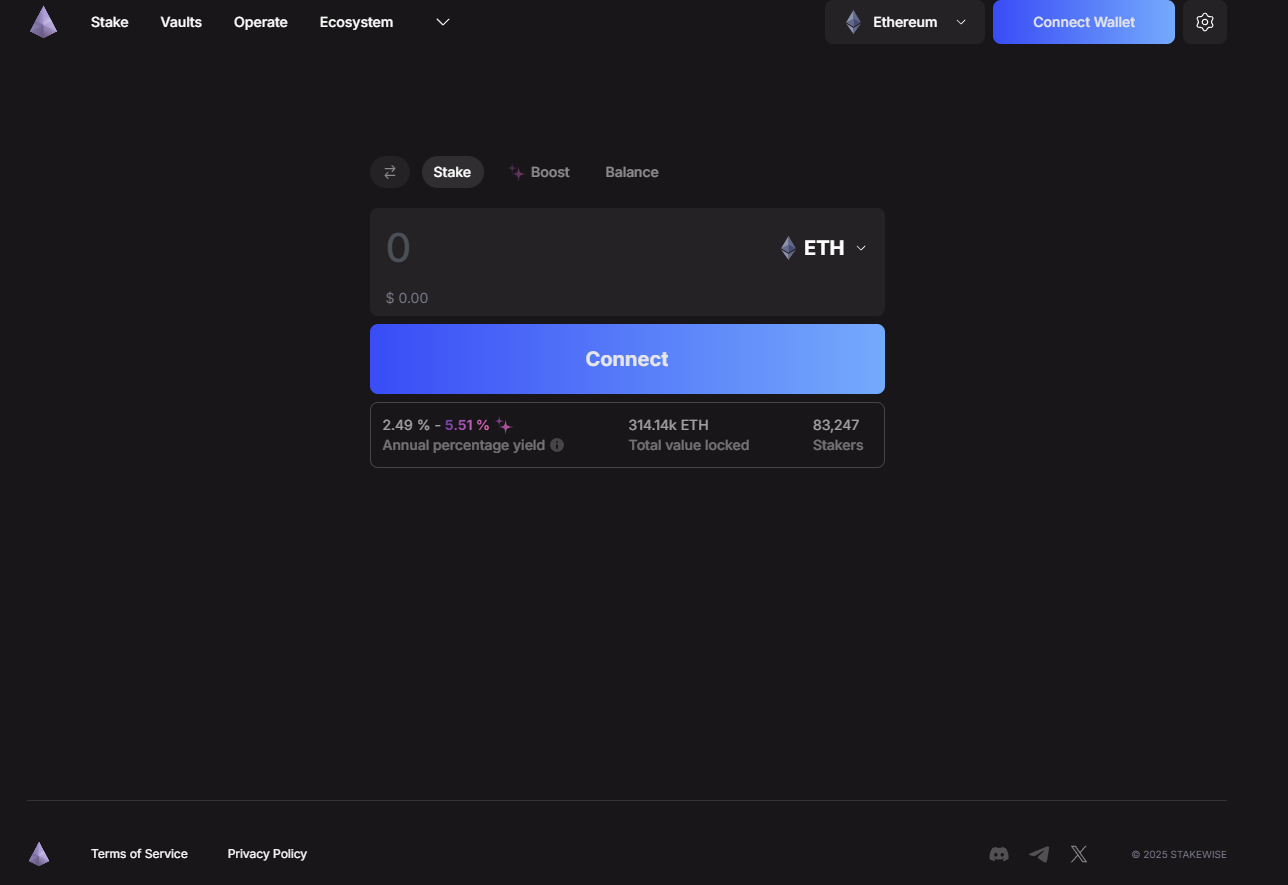 Stake Vaults Operate Ecosystem Ethereum Connect Wallet
Stake Boost Balance
0 ETH
$ 0.00
Connect
2.49 % - 5.51 % 314.14k ETH 83,247
Annual percentage yield Total value locked Stakers
Terms of Service Privacy Policy © 2025 STAKEWISE